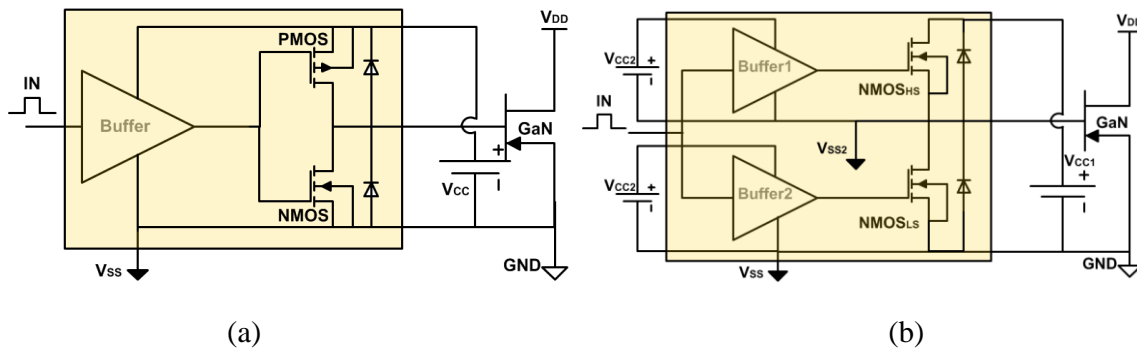 VDD
PMOS
IN
Buffer
GaN
+
VCC
−
NMOS
VSS
GND
(a)
VDD
VCC2
+
−
Buffer1
NMOSHS
IN
GaN
VSS2
VCC1
+
−
VCC2
+
−
Buffer2
NMOSLS
VSS
GND
(b)